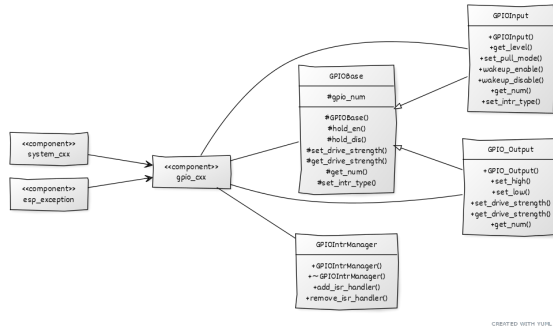 GPIOInput
+GPIOInput()
+get_level()
+set_pull_mode()
+wakeup_enable()
+wakeup_disable()
+get_num()
+set_intr_type()
GPIOBase
#gpio_num
#GPIOBase()
#hold_en()
#hold_dis()
#set_drive_strength()
#get_drive_strength()
#get_num()
#set_intr_type()
<<component>>
system_cxx
<<component>>
esp_exception
<<component>>
gpio_cxx
GPIO_Output
+GPIO_Output()
+set_high()
+set_low()
+set_drive_strength()
+get_drive_strength()
+get_num()
GPIOIntrManager
+GPIOIntrManager()
+~GPIOIntrManager()
+add_isr_handler()
+remove_isr_handler()
CREATED WITH YUML